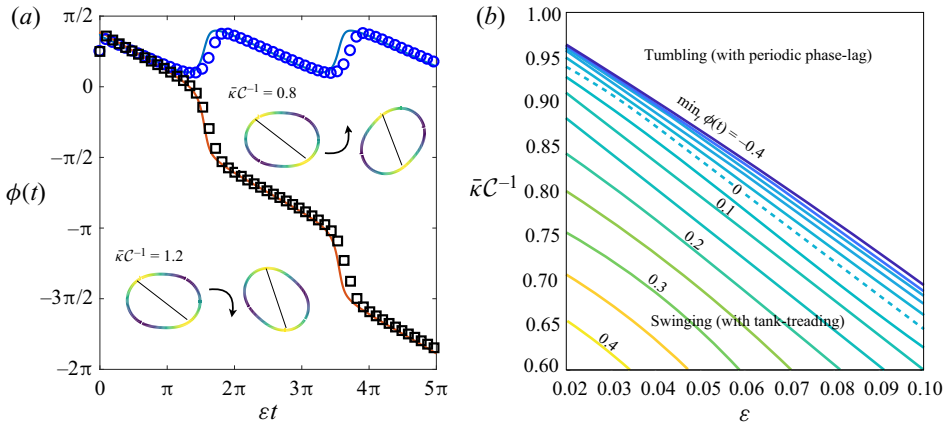 (a)
π/2
0
−π/2
−π
−3π/2
−2π
ϕ(t)
κ̄C⁻¹ = 0.8
κ̄C⁻¹ = 1.2
0
π
2π
3π
4π
5π
εt
(b)
1.00
0.95
0.90
0.85
0.80
0.75
0.70
0.65
0.60
κ̄C⁻¹
Tumbling (with periodic phase-lag)
minₜ ϕ(t) = −0.4
0
0.1
0.2
0.3
0.4
Swinging (with tank-treading)
0.02
0.03
0.04
0.05
0.06
0.07
0.08
0.09
0.10
ε